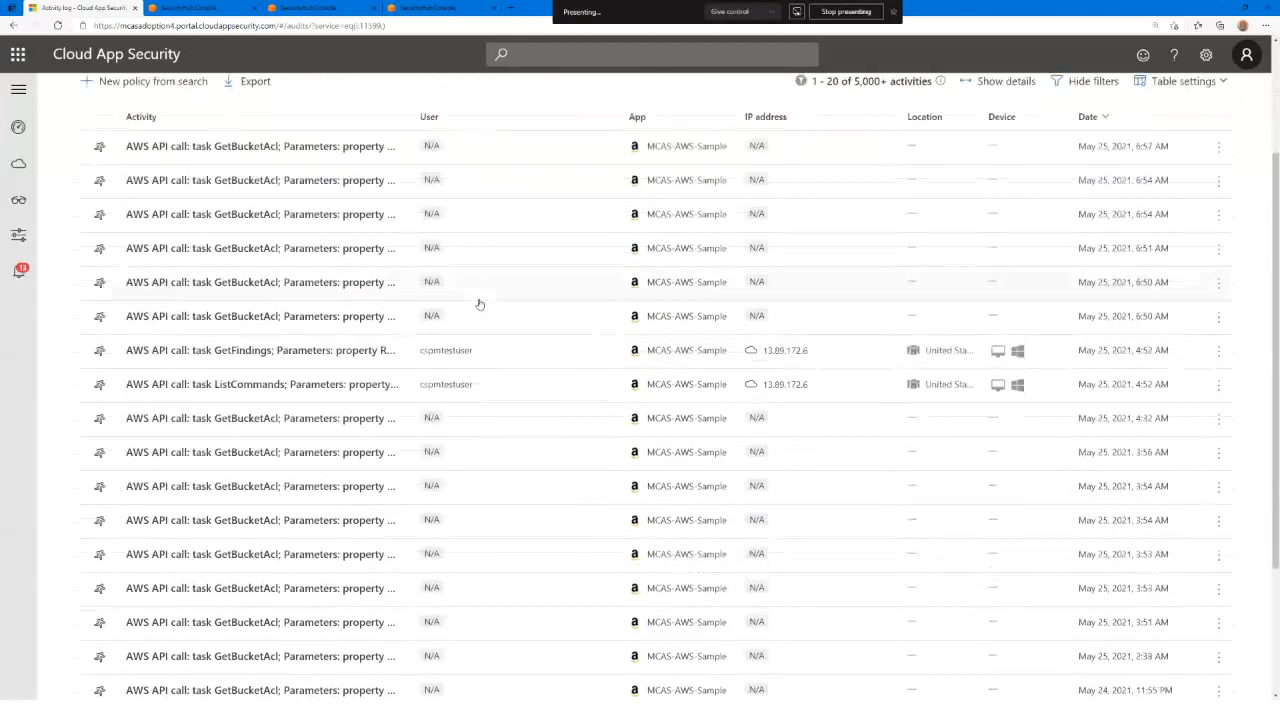 Activity log - Cloud App Securit SecurityHub Console SecurityHub Console SecurityHub Console
Presenting... Give control Stop presenting
https://mcasadoption4.portal.cloudappsecurity.com/#/audits/?service=eq(i:11599,)
Cloud App Security
New policy from search Export 1 - 20 of 5,000+ activities Show details Hide filters Table settings
Activity User App IP address Location Device Date
AWS API call: task GetBucketAcl; Parameters: property ... N/A MCAS-AWS-Sample N/A — — May 25, 2021, 6:57 AM
AWS API call: task GetBucketAcl; Parameters: property ... N/A MCAS-AWS-Sample N/A — — May 25, 2021, 6:54 AM
AWS API call: task GetBucketAcl; Parameters: property ... N/A MCAS-AWS-Sample N/A — — May 25, 2021, 6:54 AM
AWS API call: task GetBucketAcl; Parameters: property ... N/A MCAS-AWS-Sample N/A — — May 25, 2021, 6:51 AM
AWS API call: task GetBucketAcl; Parameters: property ... N/A MCAS-AWS-Sample N/A — — May 25, 2021, 6:50 AM
13
AWS API call: task GetBucketAcl; Parameters: property ... N/A MCAS-AWS-Sample N/A — — May 25, 2021, 6:50 AM
AWS API call: task GetFindings; Parameters: property R... cspmtestuser MCAS-AWS-Sample 13.89.172.6 United Sta... May 25, 2021, 4:52 AM
AWS API call: task ListCommands; Parameters: property... cspmtestuser MCAS-AWS-Sample 13.89.172.6 United Sta... May 25, 2021, 4:52 AM
AWS API call: task GetBucketAcl; Parameters: property ... N/A MCAS-AWS-Sample N/A — — May 25, 2021, 4:32 AM
AWS API call: task GetBucketAcl; Parameters: property ... N/A MCAS-AWS-Sample N/A — — May 25, 2021, 3:56 AM
AWS API call: task GetBucketAcl; Parameters: property ... N/A MCAS-AWS-Sample N/A — — May 25, 2021, 3:54 AM
AWS API call: task GetBucketAcl; Parameters: property ... N/A MCAS-AWS-Sample N/A — — May 25, 2021, 3:54 AM
AWS API call: task GetBucketAcl; Parameters: property ... N/A MCAS-AWS-Sample N/A — — May 25, 2021, 3:53 AM
AWS API call: task GetBucketAcl; Parameters: property ... N/A MCAS-AWS-Sample N/A — — May 25, 2021, 3:53 AM
AWS API call: task GetBucketAcl; Parameters: property ... N/A MCAS-AWS-Sample N/A — — May 25, 2021, 3:51 AM
AWS API call: task GetBucketAcl; Parameters: property ... N/A MCAS-AWS-Sample N/A — — May 25, 2021, 2:38 AM
AWS API call: task GetBucketAcl; Parameters: property ... N/A MCAS-AWS-Sample N/A — — May 24, 2021, 11:55 PM